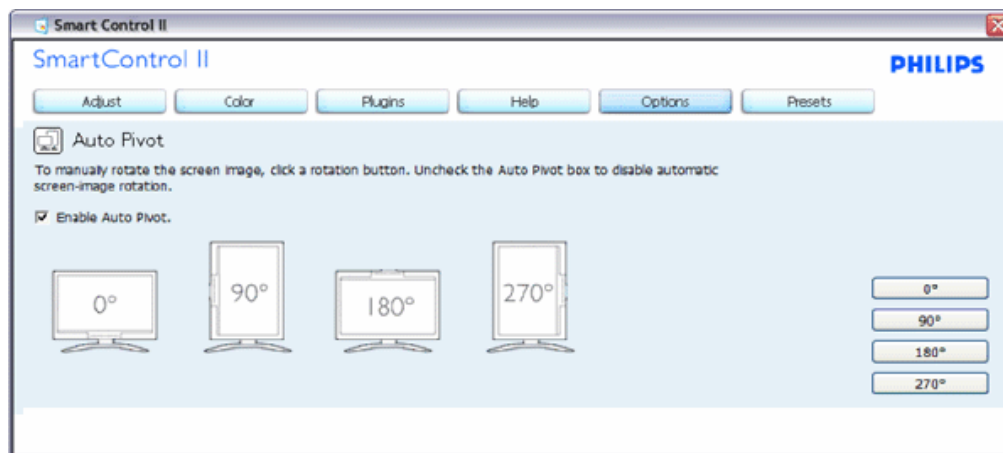 Smart Control II
SmartControl II
PHILIPS
Adjust Color Plugins Help Options Presets
Auto Pivot
To manually rotate the screen image, click a rotation button. Uncheck the Auto Pivot box to disable automatic
screen-image rotation.
Enable Auto Pivot.
0° 90° 180° 270°
0°
90°
180°
270°